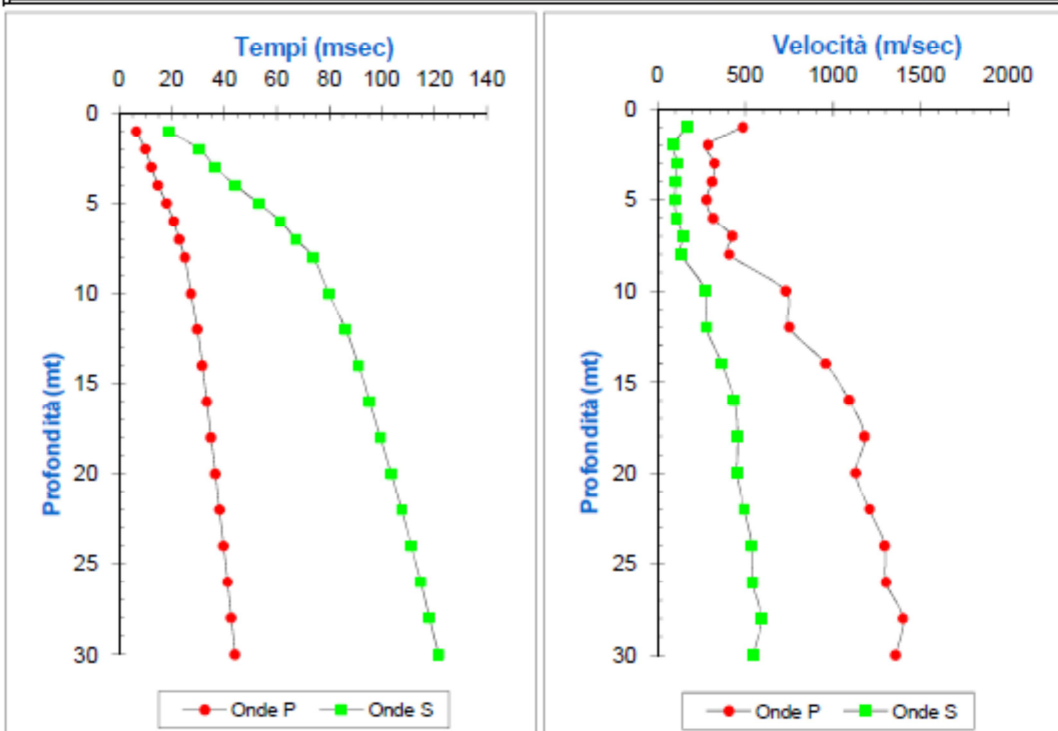 Tempi (msec)
0 20 40 60 80 100 120 140
0
5
10
15
20
25
30
Profondità (mt)
Onde P Onde S
Velocità (m/sec)
0 500 1000 1500 2000
0
5
10
15
20
25
30
Profondità (mt)
Onde P Onde S